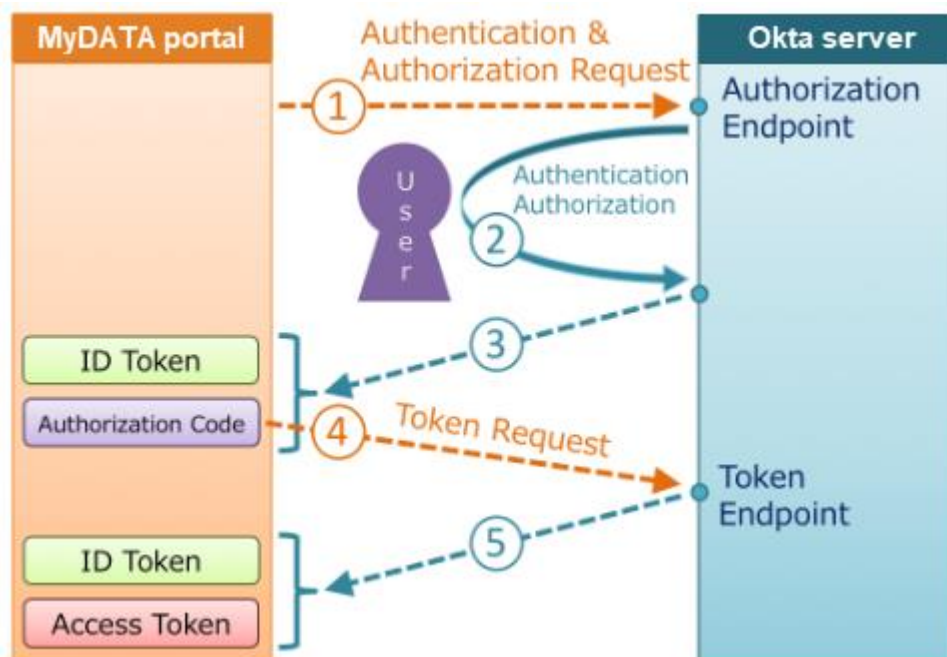 MyDATA portal
Authentication &
Authorization Request
Okta server
1
Authorization
Endpoint
User
Authentication
Authorization
2
3
ID Token
Authorization Code
4
Token Request
Token
Endpoint
5
ID Token
Access Token